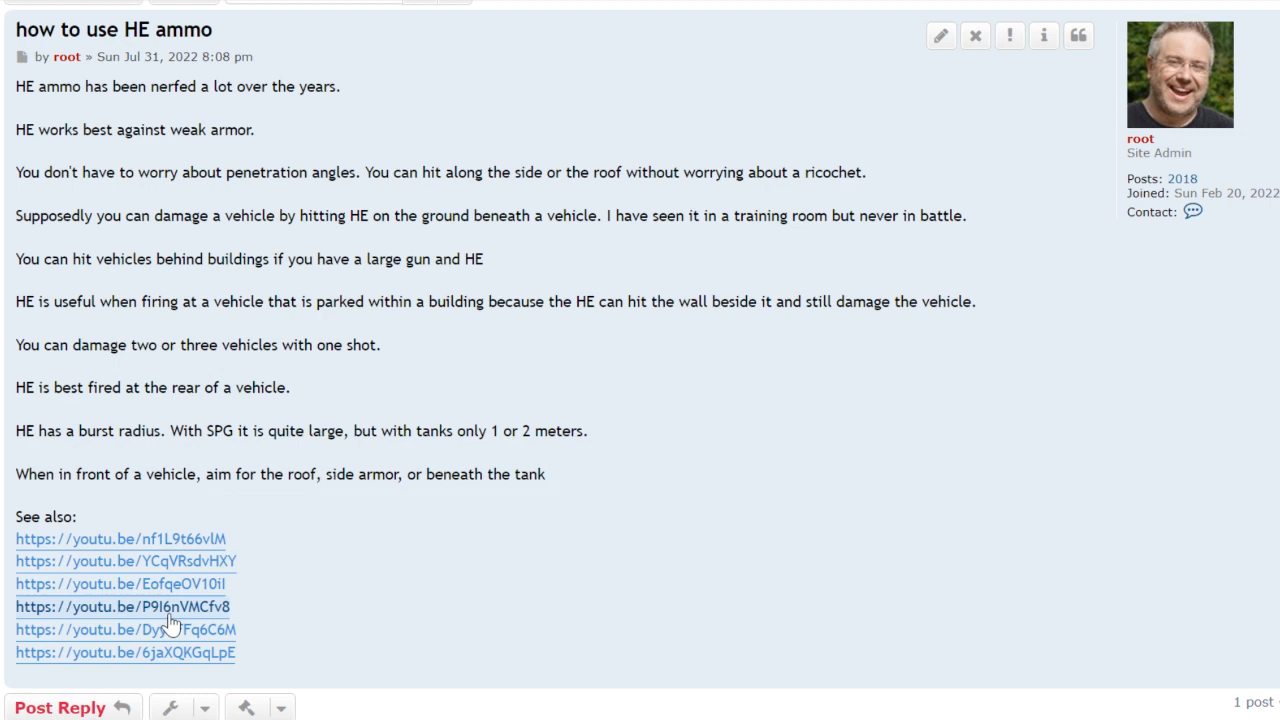 how to use HE ammo
by root » Sun Jul 31, 2022 8:08 pm
HE ammo has been nerfed a lot over the years.
HE works best against weak armor.
You don't have to worry about penetration angles. You can hit along the side or the roof without worrying about a ricochet.
Supposedly you can damage a vehicle by hitting HE on the ground beneath a vehicle. I have seen it in a training room but never in battle.
You can hit vehicles behind buildings if you have a large gun and HE
HE is useful when firing at a vehicle that is parked within a building because the HE can hit the wall beside it and still damage the vehicle.
You can damage two or three vehicles with one shot.
HE is best fired at the rear of a vehicle.
HE has a burst radius. With SPG it is quite large, but with tanks only 1 or 2 meters.
When in front of a vehicle, aim for the roof, side armor, or beneath the tank
See also:
https://youtu.be/nf1L9t66vlM
https://youtu.be/YCqVRsdvHXY
https://youtu.be/EofqeOV10iI
https://youtu.be/P9I6nVMCfv8
https://youtu.be/6jaXQKGqLpE
root
Site Admin
Posts: 2018
Joined: Sun Feb 20, 2022
Contact:
Post Reply
1 post